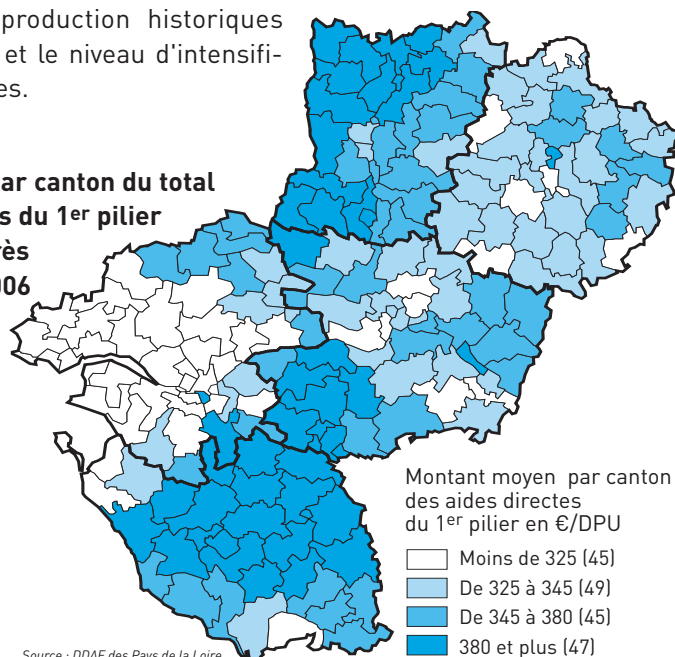 production historiques
et le niveau d'intensifi-
es.
par canton du total
s du 1er pilier
rès
006
Montant moyen par canton
des aides directes
du 1er pilier en €/DPU
Moins de 325 (45)
De 325 à 345 (49)
De 345 à 380 (45)
380 et plus (47)
Source : DDAF des Pays de la Loire